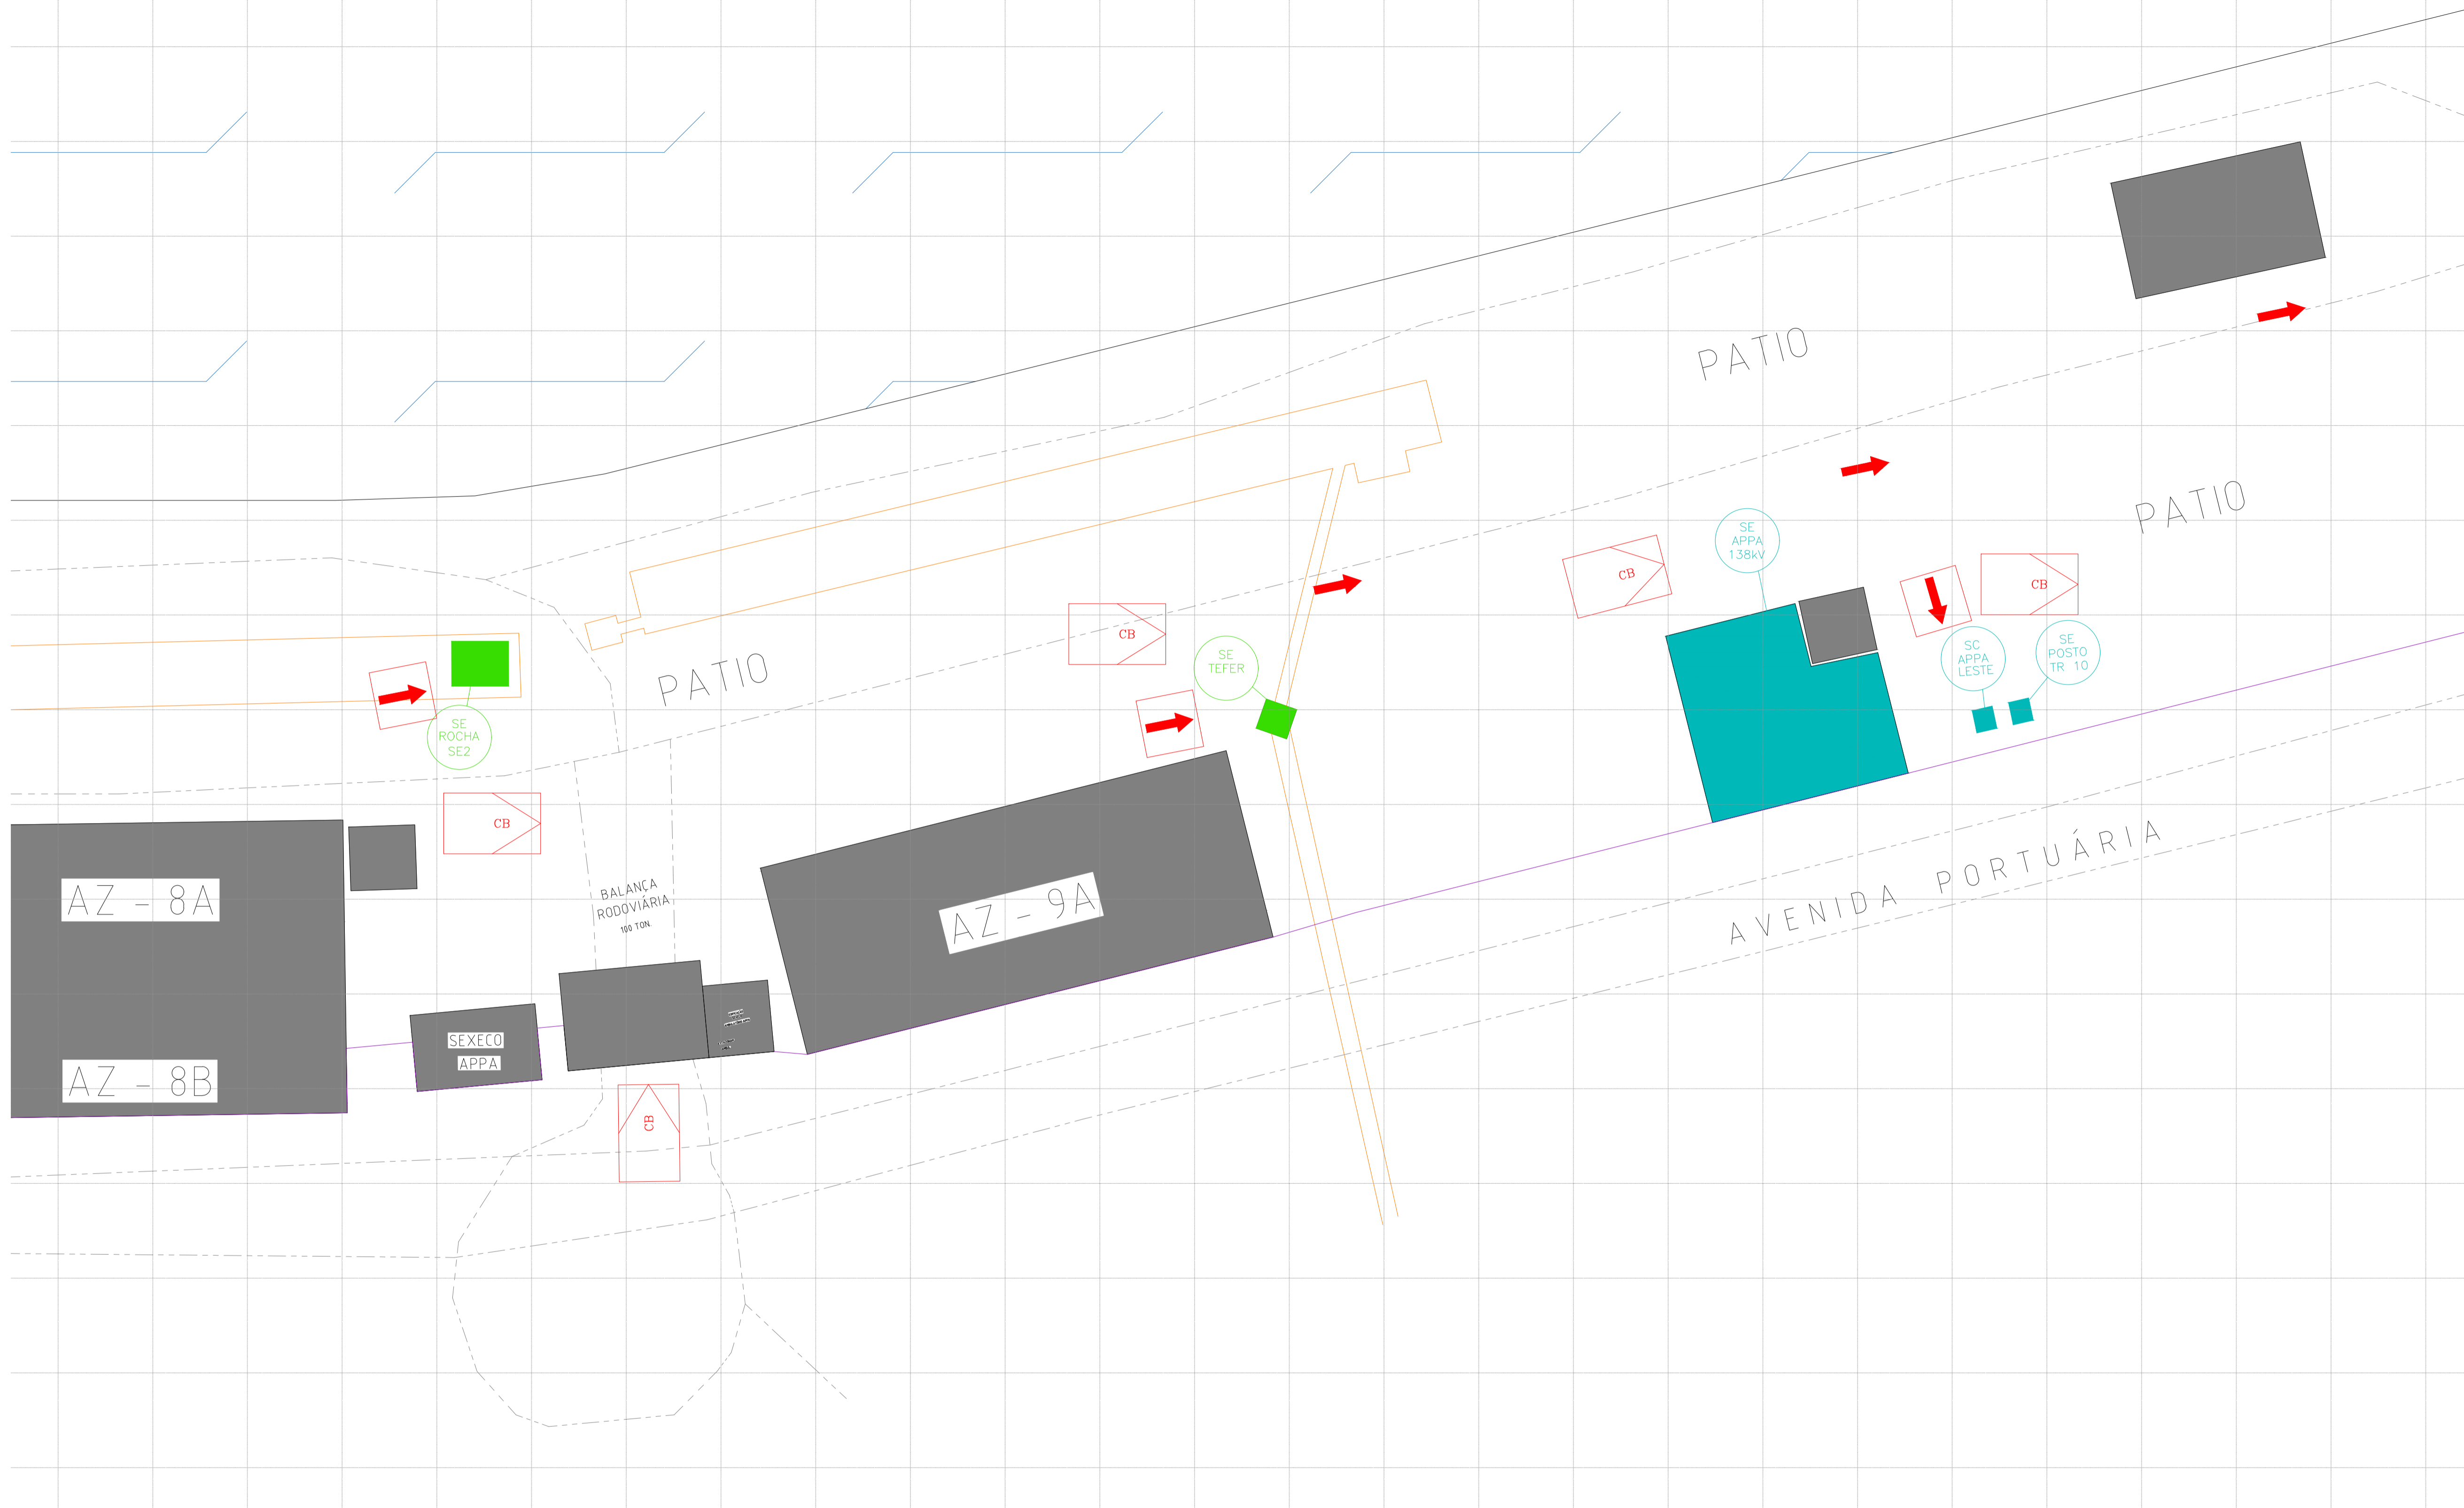 PATIO
PATIO
SE
APPA
138kV
CB
CB
CB
SE
TEFER
SC
APPA
LESTE
SE
POSTO
TR 10
PATIO
SE
ROCHA
SE2
CB
AZ - 8A
BALANÇA
RODOVIÁRIA
100 TON.
AZ - 9A
AVENIDA PORTUÁRIA
SEXECO
APPA
AZ - 8B
CB